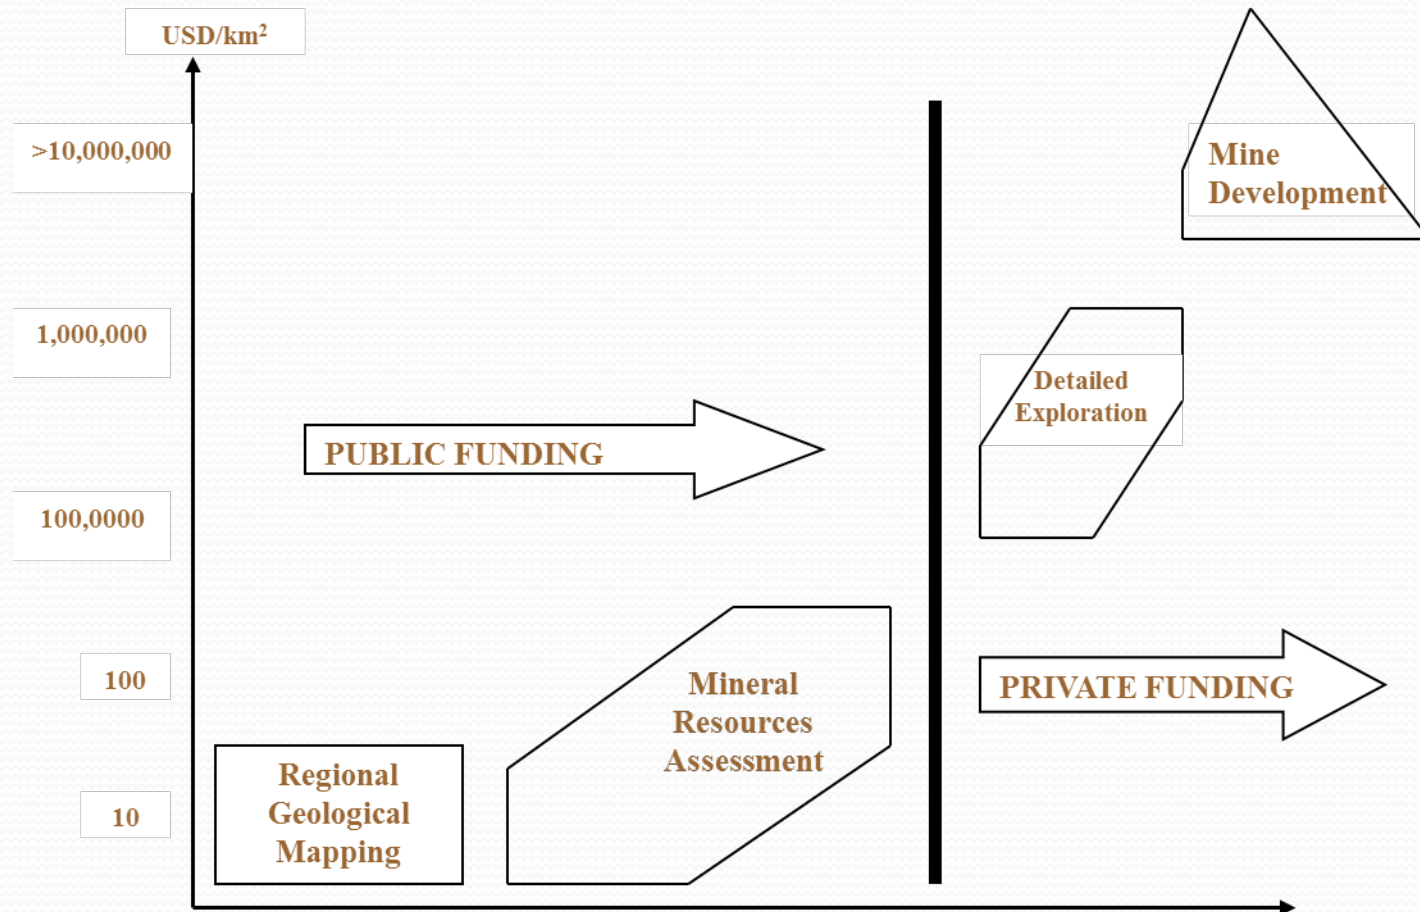 USD/km²
>10,000,000
Mine
Development
1,000,000
Detailed
Exploration
PUBLIC FUNDING
100,0000
100
Mineral
Resources
Assessment
PRIVATE FUNDING
10
Regional
Geological
Mapping